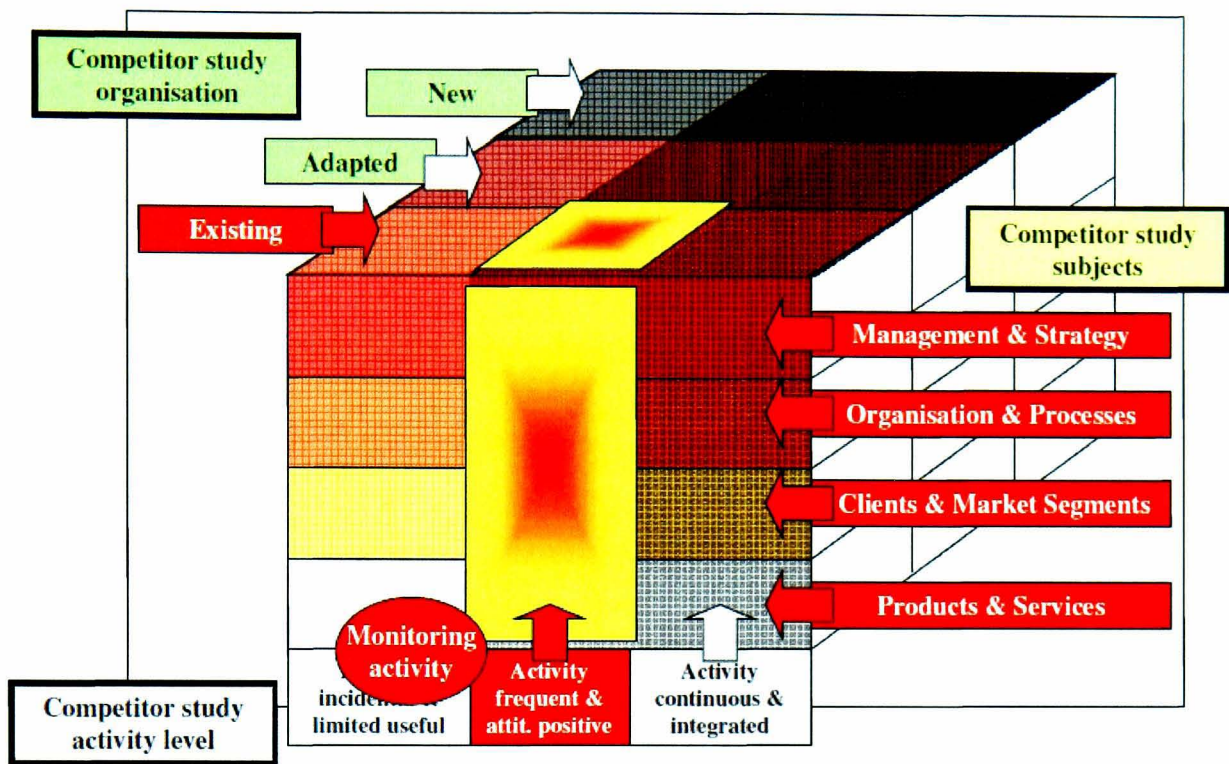 Competitor study
organisation
New
Adapted
Existing
Competitor study
subjects
Management & Strategy
Organisation & Processes
Clients & Market Segments
Products & Services
Monitoring
activity
limited useful
Activity
frequent &
attit. positive
Activity
continuous &
integrated
Competitor study
activity level